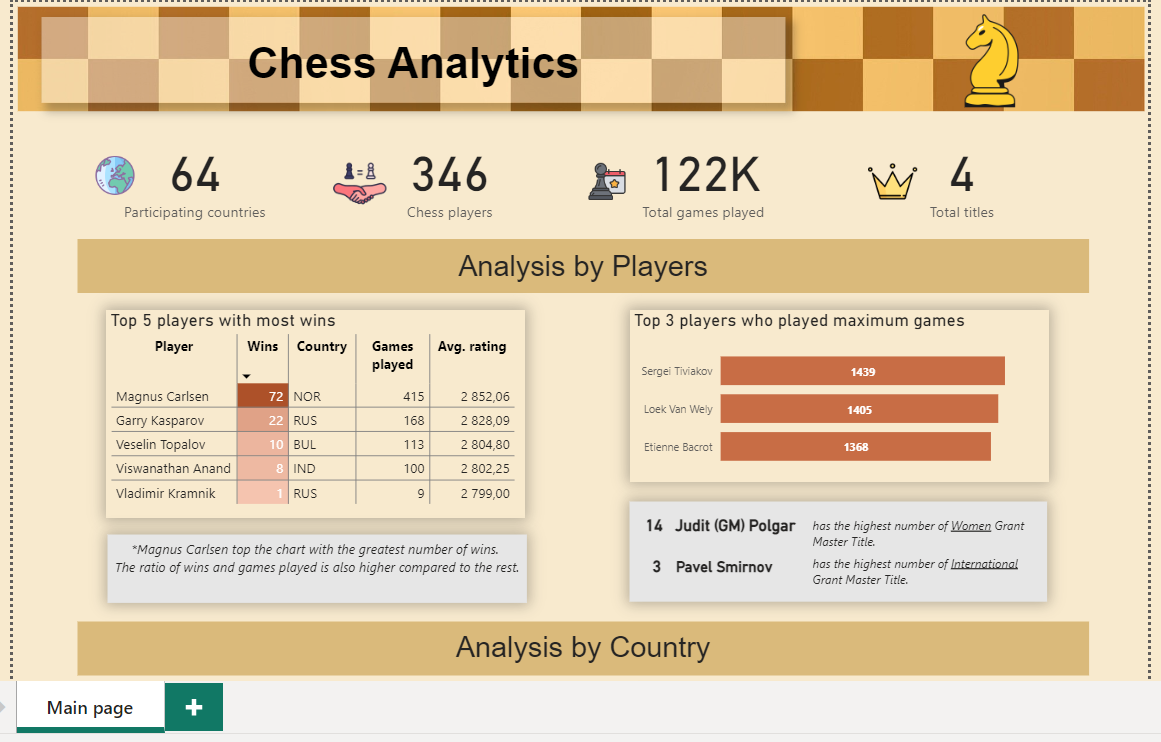 Chess Analytics
64
Participating countries
346
Chess players
122K
Total games played
4
Total titles
Analysis by Players
Top 5 players with most wins
Player Wins Country Games played Avg. rating
Magnus Carlsen 72 NOR 415 2 852,06
Garry Kasparov 22 RUS 168 2 828,09
Veselin Topalov 10 BUL 113 2 804,80
Viswanathan Anand 8 IND 100 2 802,25
Vladimir Kramnik 1 RUS 9 2 799,00
*Magnus Carlsen top the chart with the greatest number of wins.
The ratio of wins and games played is also higher compared to the rest.
Top 3 players who played maximum games
Sergei Tiviakov 1439
Loek Van Wely 1405
Etienne Bacrot 1368
14 Judit (GM) Polgar has the highest number of Women Grant
Master Title.
3 Pavel Smirnov has the highest number of International
Grant Master Title.
Analysis by Country
Main page